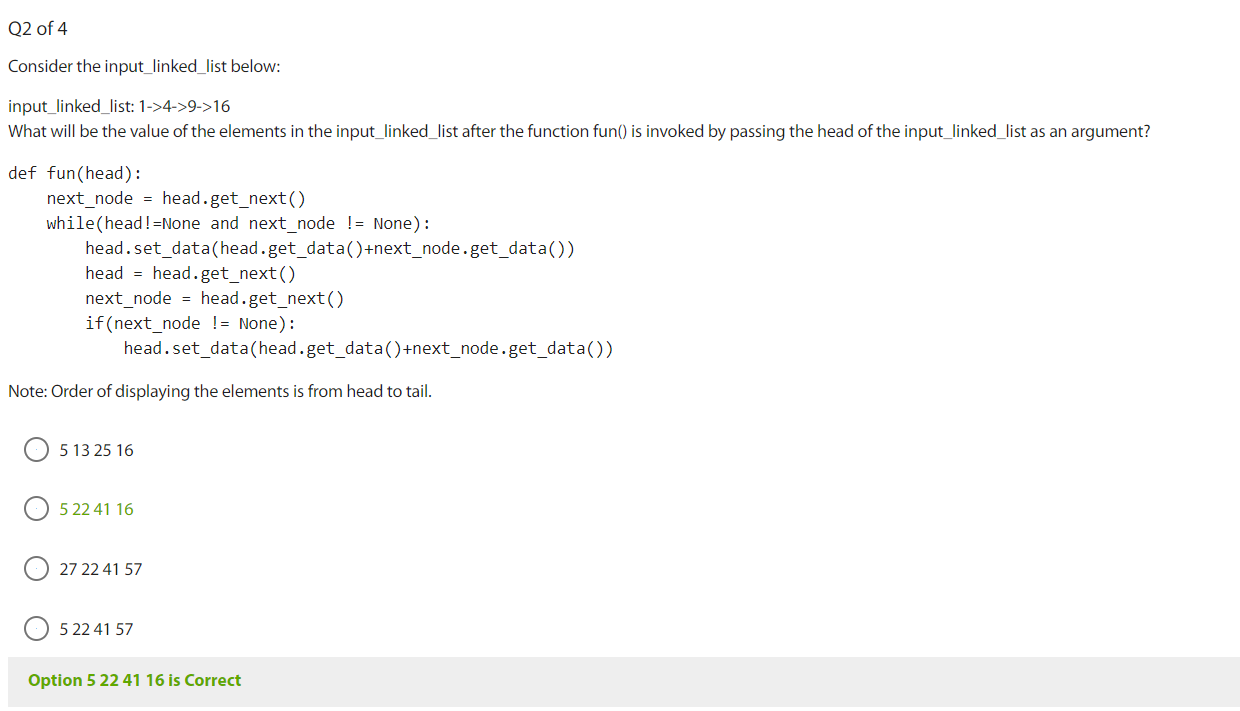 Q2 of 4
Consider the input_linked_list below:
input_linked_list: 1->4->9->16
What will be the value of the elements in the input_linked_list after the function fun() is invoked by passing the head of the input_linked_list as an argument?
def fun(head):
    next_node = head.get_next()
    while(head!=None and next_node != None):
        head.set_data(head.get_data()+next_node.get_data())
        head = head.get_next()
        next_node = head.get_next()
        if(next_node != None):
            head.set_data(head.get_data()+next_node.get_data())
Note: Order of displaying the elements is from head to tail.
5 13 25 16
5 22 41 16
27 22 41 57
5 22 41 57
Option 5 22 41 16 is Correct